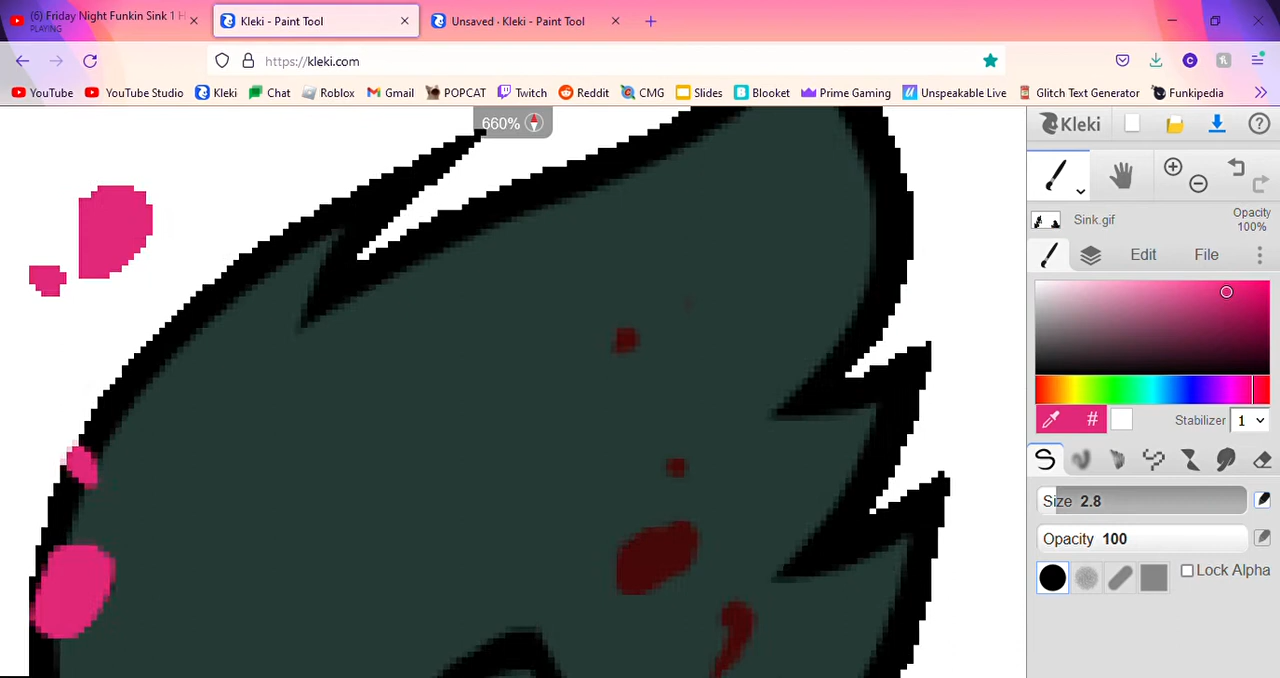 (6) Friday Night Funkin Sink 1 H
PLAYING
Kleki - Paint Tool
Unsaved · Kleki - Paint Tool
https://kleki.com
YouTube
YouTube Studio
Kleki
Chat
Roblox
Gmail
POPCAT
Twitch
Reddit
CMG
Slides
Blooket
Prime Gaming
Unspeakable Live
Glitch Text Generator
Funkipedia
660%
Kleki
Sink.gif
Opacity
100%
Edit
File
#
Stabilizer
1
Size 2.8
Opacity 100
Lock Alpha